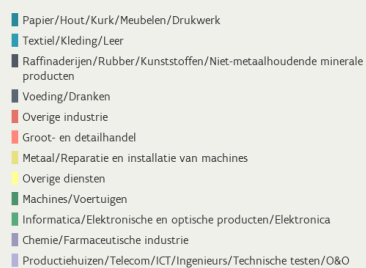 Papier/Hout/Kurk/Meubelen/Drukwerk
Textiel/Kleding/Leer
Raffinaderijen/Rubber/Kunststoffen/Niet-metaalhoudende minerale
producten
Voeding/Dranken
Overige industrie
Groot- en detailhandel
Metaal/Reparatie en installatie van machines
Overige diensten
Machines/Voertuigen
Informatica/Elektronische en optische producten/Elektronica
Chemie/Farmaceutische industrie
Productiehuizen/Telecom/ICT/Ingenieurs/Technische testen/O&O